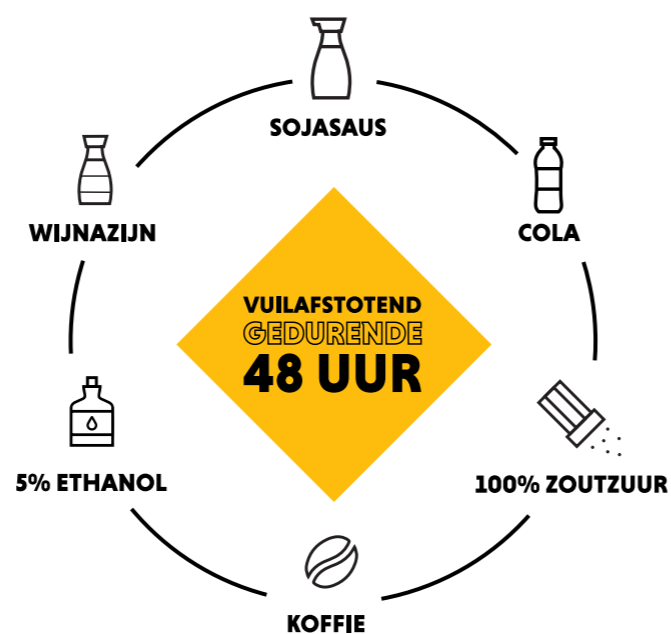 SOJASAUS
WIJNAZIJN
COLA
VUILAFSTOTEND
GEDURENDE
48 UUR
5% ETHANOL
100% ZOUTZUUR
KOFFIE